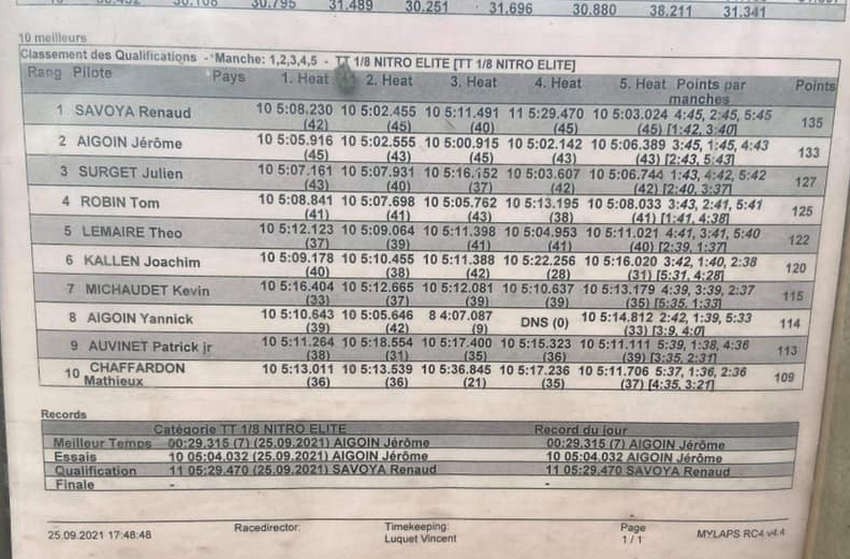 30.795 31.489 30.251 31.696 30.880 38.211 31.341
10 meilleurs
Classement des Qualifications - Manche: 1,2,3,4,5 - TT 1/8 NITRO ELITE [TT 1/8 NITRO ELITE]
Rang Pilote Pays 1. Heat 2. Heat 3. Heat 4. Heat 5. Heat Points par manches Points
1 SAVOYA Renaud 10 5:08.230 10 5:02.455 10 5:11.491 11 5:29.470 10 5:03.024 4:45, 2:45, 5:45 135
(42) (45) (40) (45) (45) [1:42, 3:40]
2 AIGOIN Jérôme 10 5:05.916 10 5:02.555 10 5:00.915 10 5:02.142 10 5:06.389 3:45, 1:45, 4:43 133
(45) (43) (45) (43) (43) [2:43, 5:43]
3 SURGET Julien 10 5:07.161 10 5:07.931 10 5:16.152 10 5:03.607 10 5:06.744 1:43, 4:42, 5:42 127
(43) (40) (37) (42) (42) [2:40, 3:37]
4 ROBIN Tom 10 5:08.841 10 5:07.698 10 5:05.762 10 5:13.195 10 5:08.033 3:43, 2:41, 5:41 125
(41) (41) (43) (38) (41) [1:41, 4:38]
5 LEMAIRE Theo 10 5:12.123 10 5:09.064 10 5:11.398 10 5:04.953 10 5:11.021 4:41, 3:41, 5:40 122
(37) (39) (41) (41) (40) [2:39, 1:37]
6 KALLEN Joachim 10 5:09.178 10 5:10.455 10 5:11.388 10 5:22.256 10 5:16.020 3:42, 1:40, 2:38 120
(40) (38) (42) (28) (31) [5:31, 4:28]
7 MICHAUDET Kevin 10 5:16.404 10 5:12.665 10 5:12.081 10 5:10.637 10 5:13.179 4:39, 3:39, 2:37 115
(33) (37) (39) (39) (35) [5:35, 1:33]
8 AIGOIN Yannick 10 5:10.643 10 5:05.646 8 4:07.087 DNS (0) 10 5:14.812 2:42, 1:39, 5:33 114
(39) (42) (9) (33) [3:9, 4:0]
9 AUVINET Patrick jr 10 5:11.264 10 5:18.554 10 5:17.400 10 5:15.323 10 5:11.111 5:39, 1:38, 4:36 113
(38) (31) (35) (36) (39) [3:35, 2:31]
10 CHAFFARDON 10 5:13.011 10 5:13.539 10 5:36.845 10 5:17.236 10 5:11.706 5:37, 1:36, 2:36 109
Mathieux (36) (36) (21) (35) (37) [4:35, 3:21]
Records
Catégorie TT 1/8 NITRO ELITE Record du jour
Meilleur Temps 00:29.315 (7) (25.09.2021) AIGOIN Jérôme 00:29.315 (7) AIGOIN Jérôme
Essais 10 05:04.032 (25.09.2021) AIGOIN Jérôme 10 05:04.032 AIGOIN Jérôme
Qualification 11 05:29.470 (25.09.2021) SAVOYA Renaud 11 05:29.470 SAVOYA Renaud
Finale - -
25.09.2021 17:48:48 Racedirector: Timekeeping: Page MYLAPS RC4 v4.4
Luquet Vincent 1 / 1